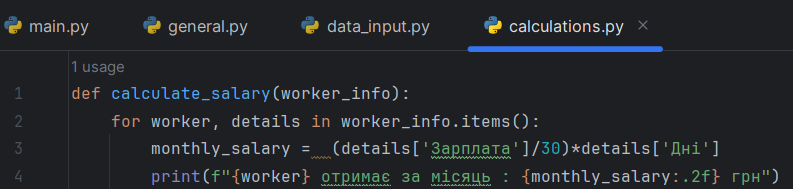 main.py general.py data_input.py calculations.py
1 usage
1 def calculate_salary(worker_info):
2 for worker, details in worker_info.items():
3 monthly_salary =  (details['Зарплата']/30)*details['Дні']
4 print(f"{worker} отримає за місяць : {monthly_salary:.2f} грн")